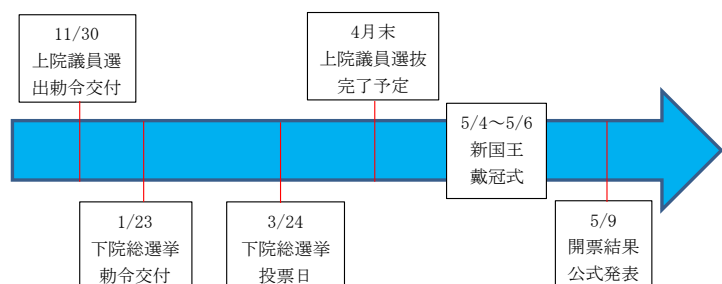 11/30
上院議員選
出勅令交付
4月末
上院議員選抜
完了予定
5/4～5/6
新国王
戴冠式
1/23
下院総選挙
勅令交付
3/24
下院総選挙
投票日
5/9
開票結果
公式発表